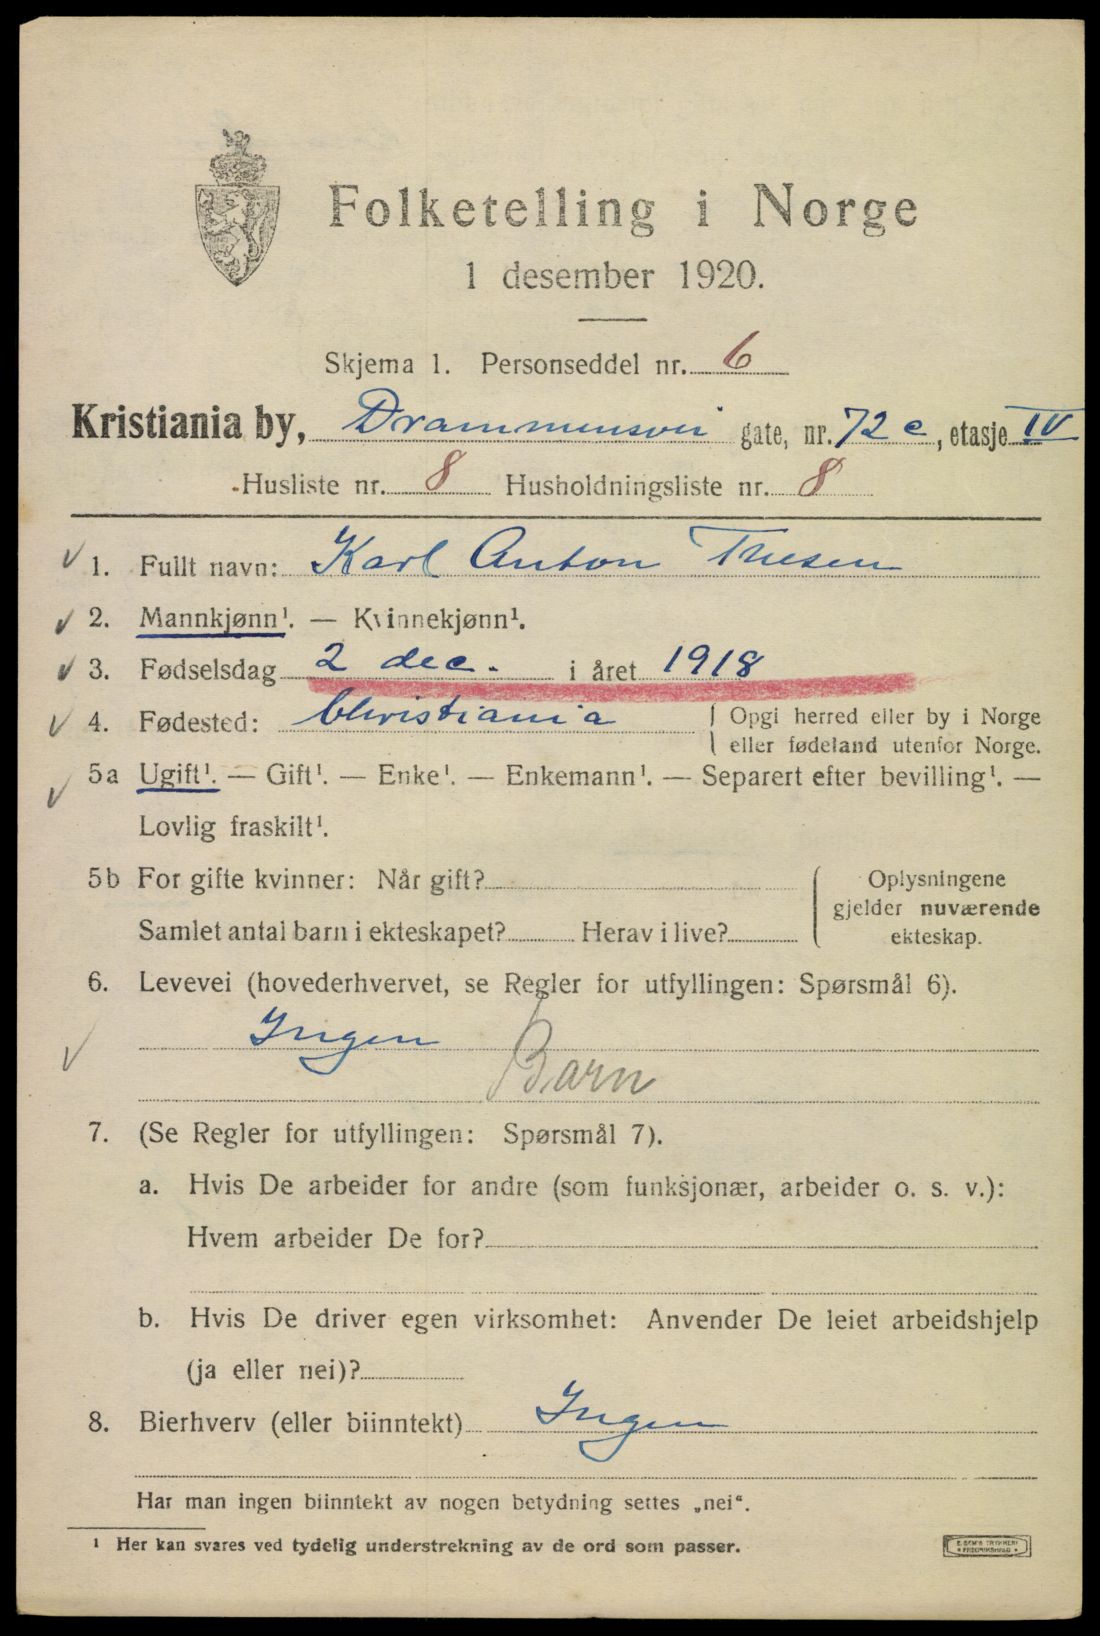 Folketelling i Norge
1 desember 1920.
Skjema 1. Personseddel nr. 6
Kristiania by, Drammensvei gate, nr. 72 c, etasje IV
Husliste nr. 8 Husholdningsliste nr. 8
1. Fullt navn: Karl Anton Thesen
2. Mannkjønn¹. — Kvinnekjønn¹.
3. Fødselsdag 2 dec. i året 1918
4. Fødested: Christiania { Opgi herred eller by i Norge
eller fødeland utenfor Norge.
5a Ugift¹. — Gift¹. — Enke¹. — Enkemann¹. — Separert efter bevilling¹. —
Lovlig fraskilt¹.
5b For gifte kvinner: Når gift? { Oplysningene
gjelder nuværende
Samlet antal barn i ekteskapet? Herav i live? ekteskap.
6. Levevei (hovederhvervet, se Regler for utfyllingen: Spørsmål 6).
Ingen
Barn
7. (Se Regler for utfyllingen: Spørsmål 7).
a. Hvis De arbeider for andre (som funksjonær, arbeider o. s. v.):
Hvem arbeider De for?
b. Hvis De driver egen virksomhet: Anvender De leiet arbeidshjelp
(ja eller nei)?
8. Bierhverv (eller biinntekt) Ingen
Har man ingen biinntekt av nogen betydning settes „nei“.
¹ Her kan svares ved tydelig understrekning av de ord som passer.